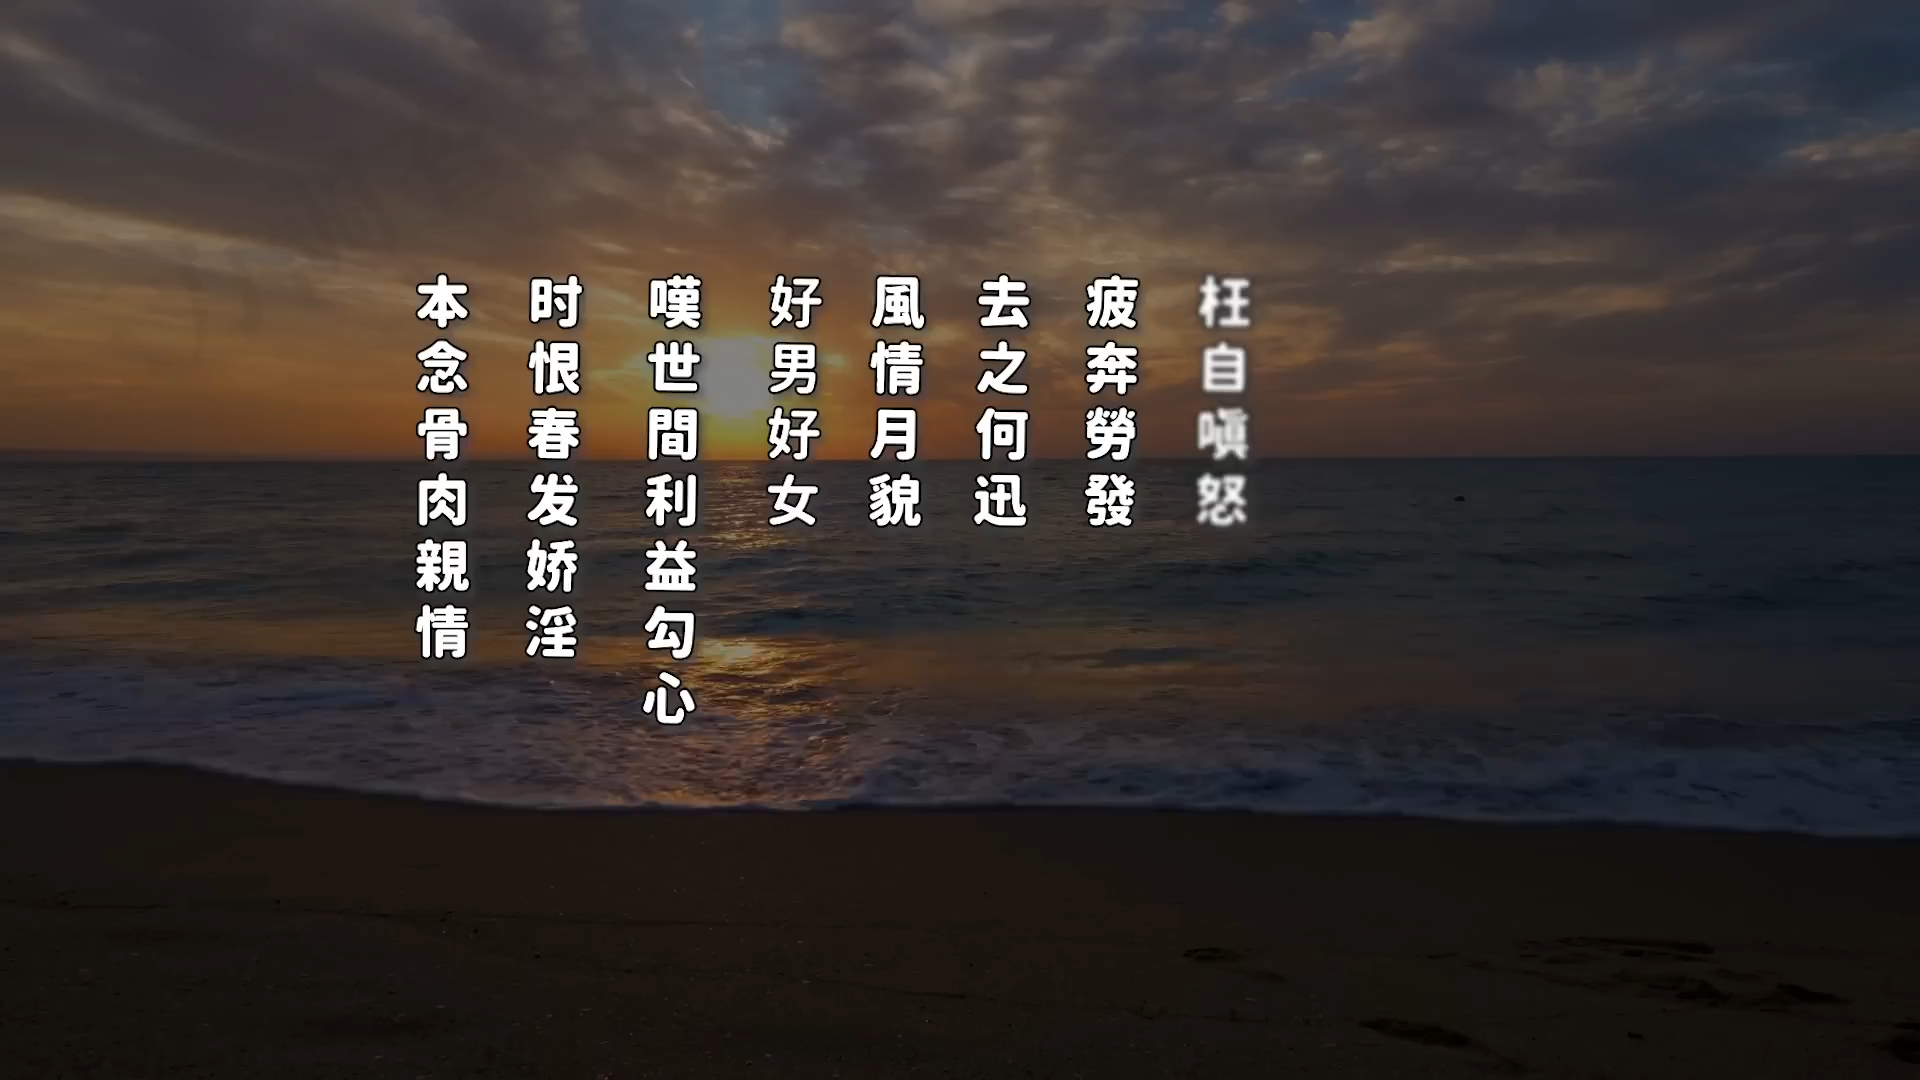 本念骨肉親情
时恨春发娇淫
嘆世間利益勾心
好男好女
風情月貌
去之何迅
疲奔勞發
枉自嗔怒